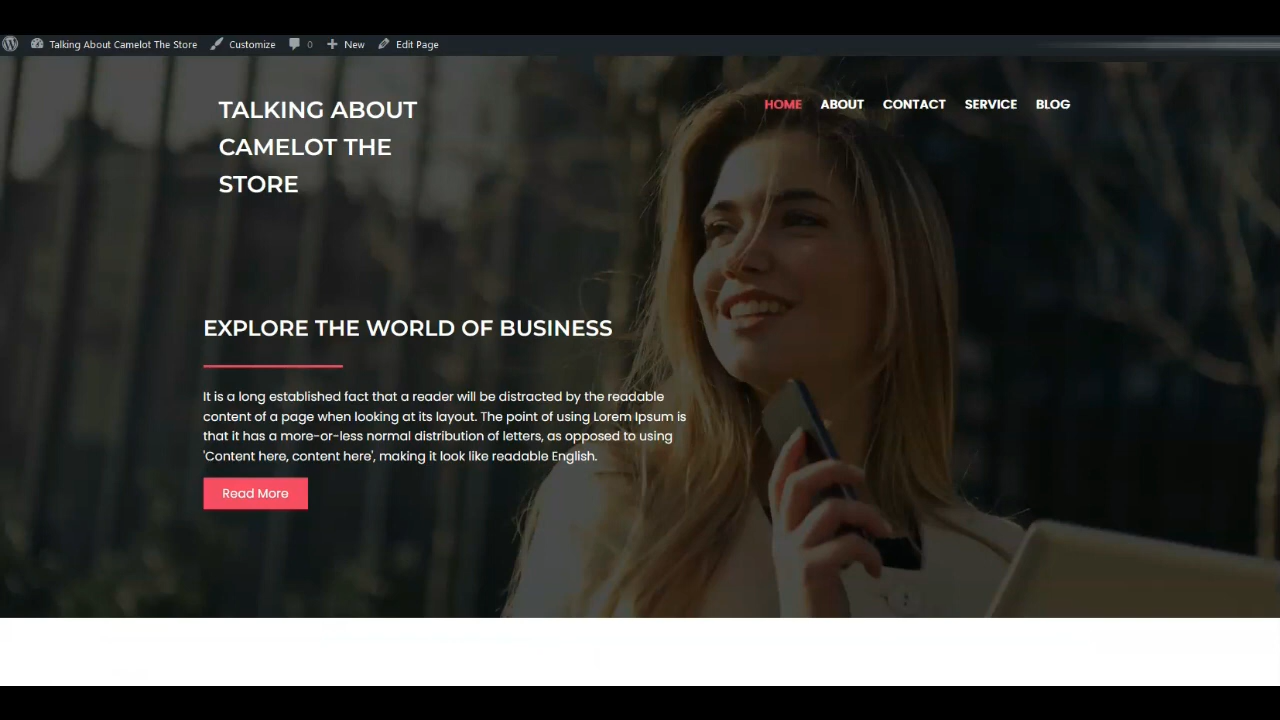 Talking About Camelot The Store Customize 0 New Edit Page
TALKING ABOUT
CAMELOT THE
STORE
HOME ABOUT CONTACT SERVICE BLOG
EXPLORE THE WORLD OF BUSINESS
It is a long established fact that a reader will be distracted by the readable
content of a page when looking at its layout. The point of using Lorem Ipsum is
that it has a more-or-less normal distribution of letters, as opposed to using
'Content here, content here', making it look like readable English.
Read More